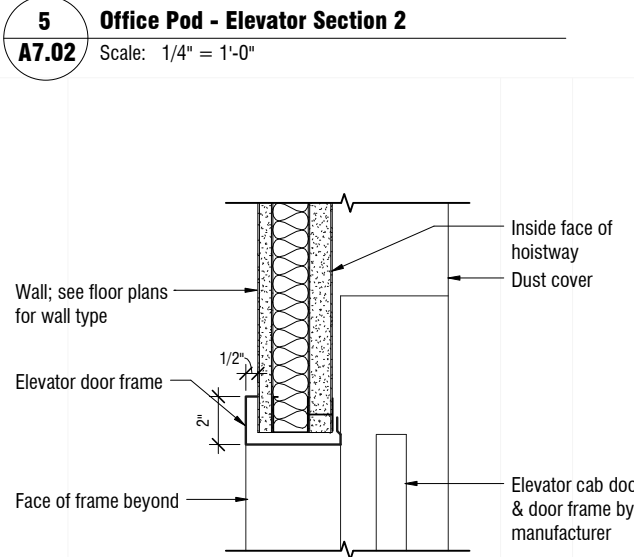 5
A7.02
Office Pod - Elevator Section 2
Scale: 1/4" = 1'-0"
Inside face of
hoistway
Dust cover
Wall; see floor plans
for wall type
1/2"
Elevator door frame
2"
Face of frame beyond
Elevator cab doo
& door frame by
manufacturer